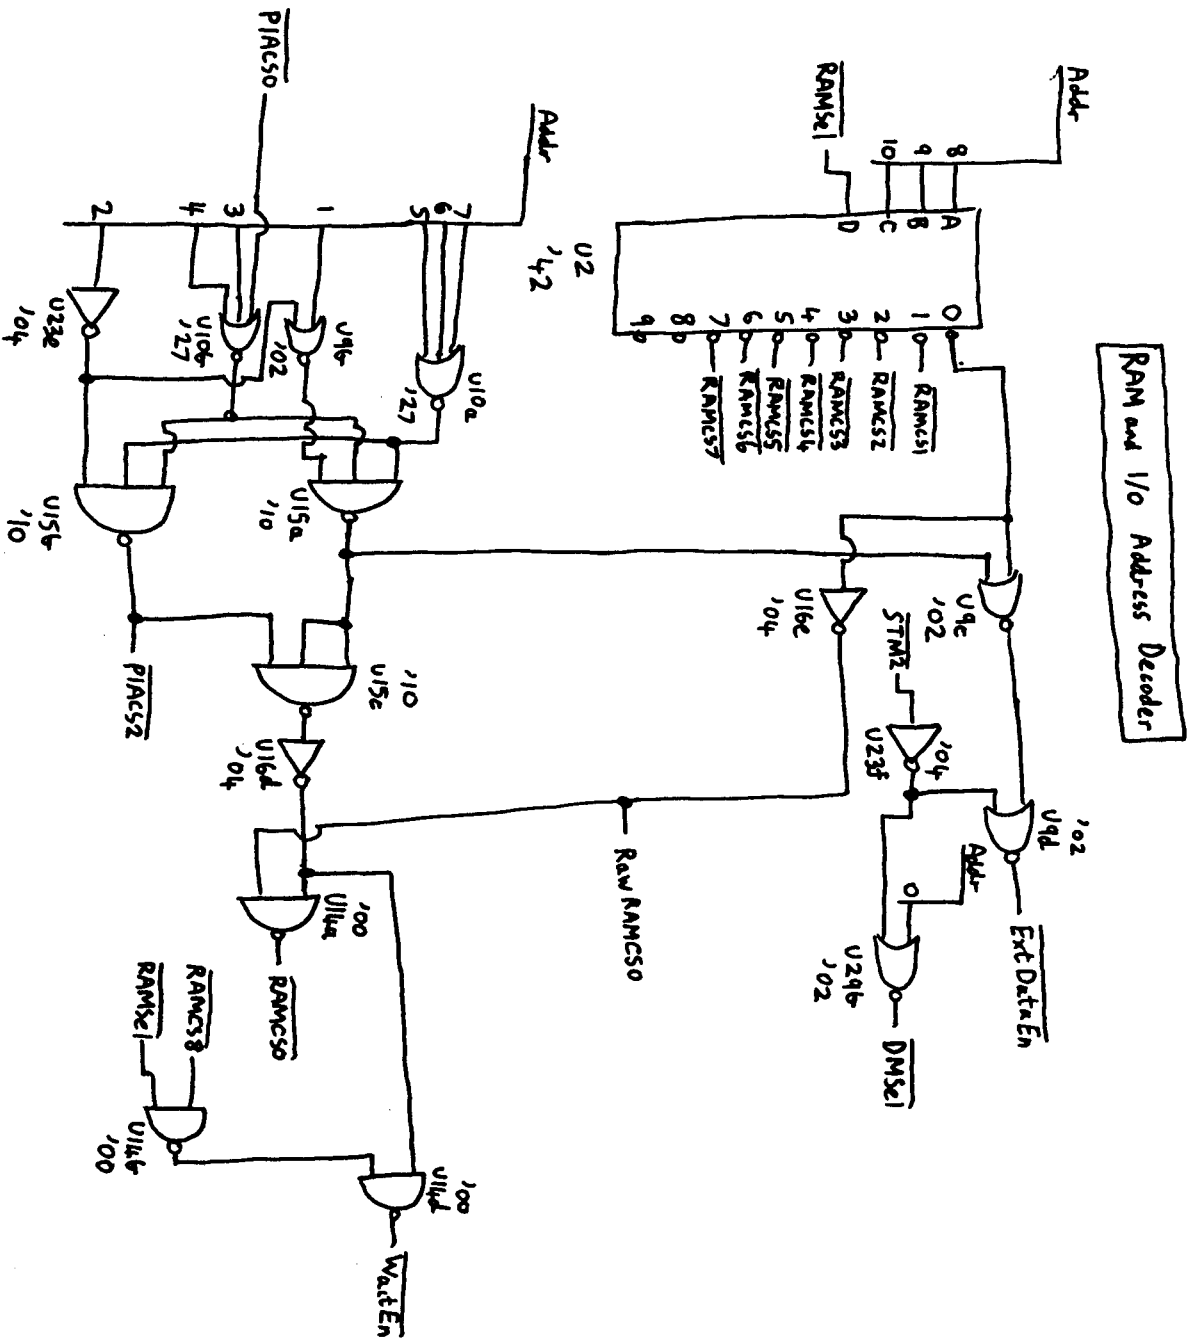 RAM and I/O Address Decoder
Addr
8
9
10
RAMSel
A
B
C
D
U2
'42
0
1
2
3
4
5
6
7
8
9
RAMCS1
RAMCS2
RAMCS3
RAMCS4
RAMCS5
RAMCS6
RAMCS7
U9c
'02
U16e
'04
STM2
'04
U23f
'02
U9d
Addr
0
ExtDataEn
U29b
'02
DMSel
Raw RAMCS0
Addr
7
6
5
1
3
4
2
PIACS0
U10a
'27
U9b
'02
U10b
'27
U23e
'04
U15a
'10
U15b
'10
'10
U15c
PIACS2
U16d
'04
'00
U14a
RAMCS0
RAMCS8
RAMSel
U14b
'00
'00
U14d
WaitEn